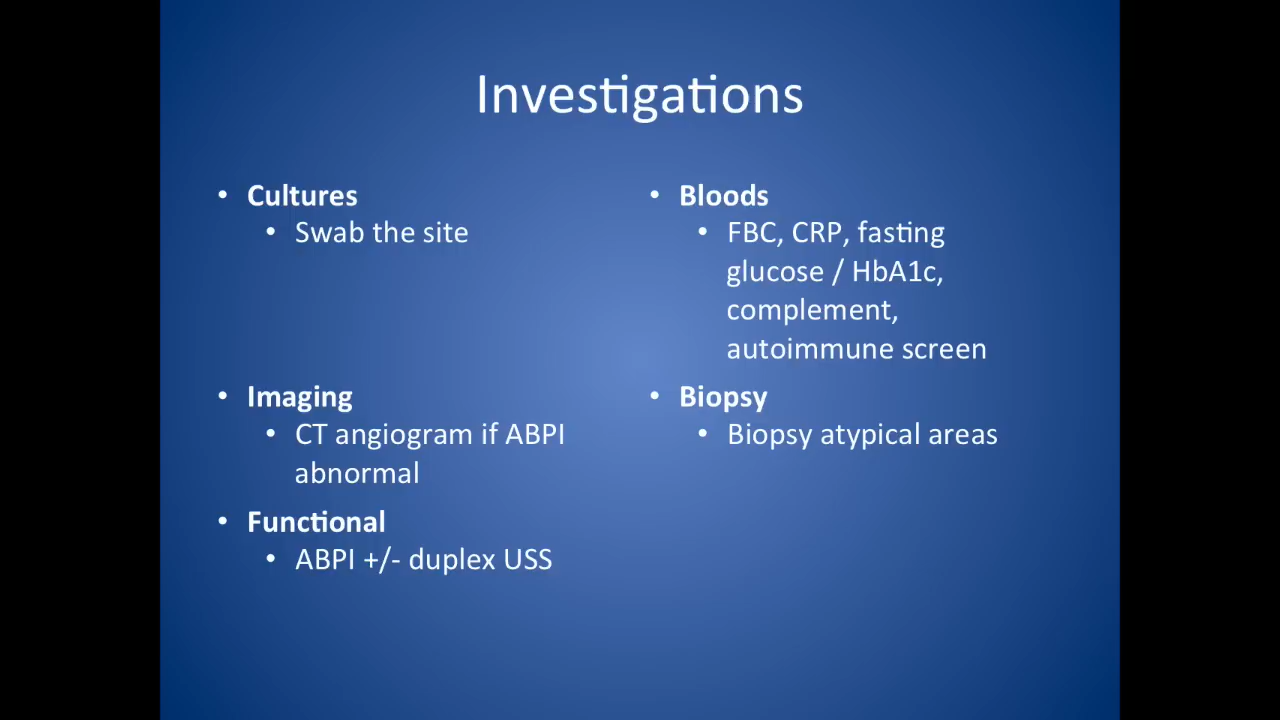 Investigations
• Cultures
• Swab the site
• Imaging
• CT angiogram if ABPI
abnormal
• Functional
• ABPI +/- duplex USS
• Bloods
• FBC, CRP, fasting
glucose / HbA1c,
complement,
autoimmune screen
• Biopsy
• Biopsy atypical areas